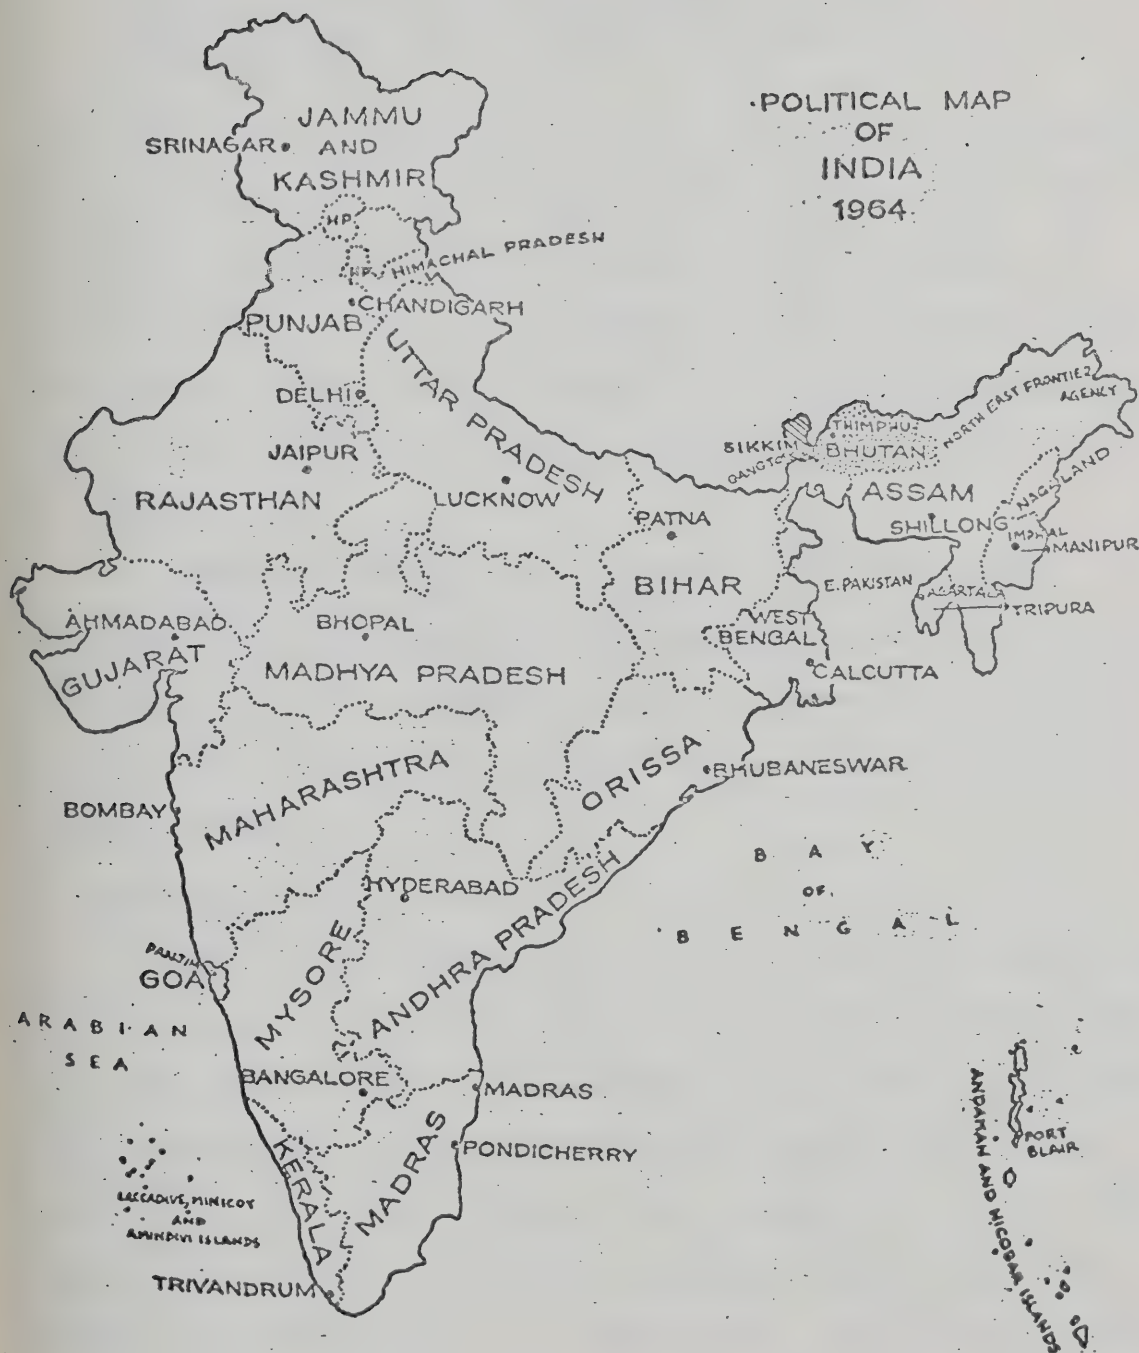 POLITICAL MAP
OF
INDIA
1964
JAMMU
AND
KASHMIR
SRINAGAR
HP
HP
HIMACHAL PRADESH
CHANDIGARH
PUNJAB
UTTAR PRADESH
DELHI
JAIPUR
RAJASTHAN
LUCKNOW
SIKKIM
THIMPHU
BHUTAN
NORTH EAST FRONTIER
AGENCY
ASSAM
SHILLONG
NAGALAND
IMPHAL
MANIPUR
PATNA
BIHAR
E. PAKISTAN
AGARTALA
TRIPURA
WEST
BENGAL
CALCUTTA
AHMADABAD
GUJARAT
BHOPAL
MADHYA PRADESH
ORISSA
BHUBANESWAR
MAHARASHTRA
BOMBAY
HYDERABAD
ANDHRA PRADESH
BAY
OF
BENGAL
PANJIM
GOA
MYSORE
ARABIAN
SEA
BANGALORE
MADRAS
MADRAS
PONDICHERRY
KERALA
LACCADIVE, MINICOY
AND
AMINDIVI ISLANDS
TRIVANDRUM
ANDAMAN AND NICOBAR ISLANDS
PORT
BLAIR